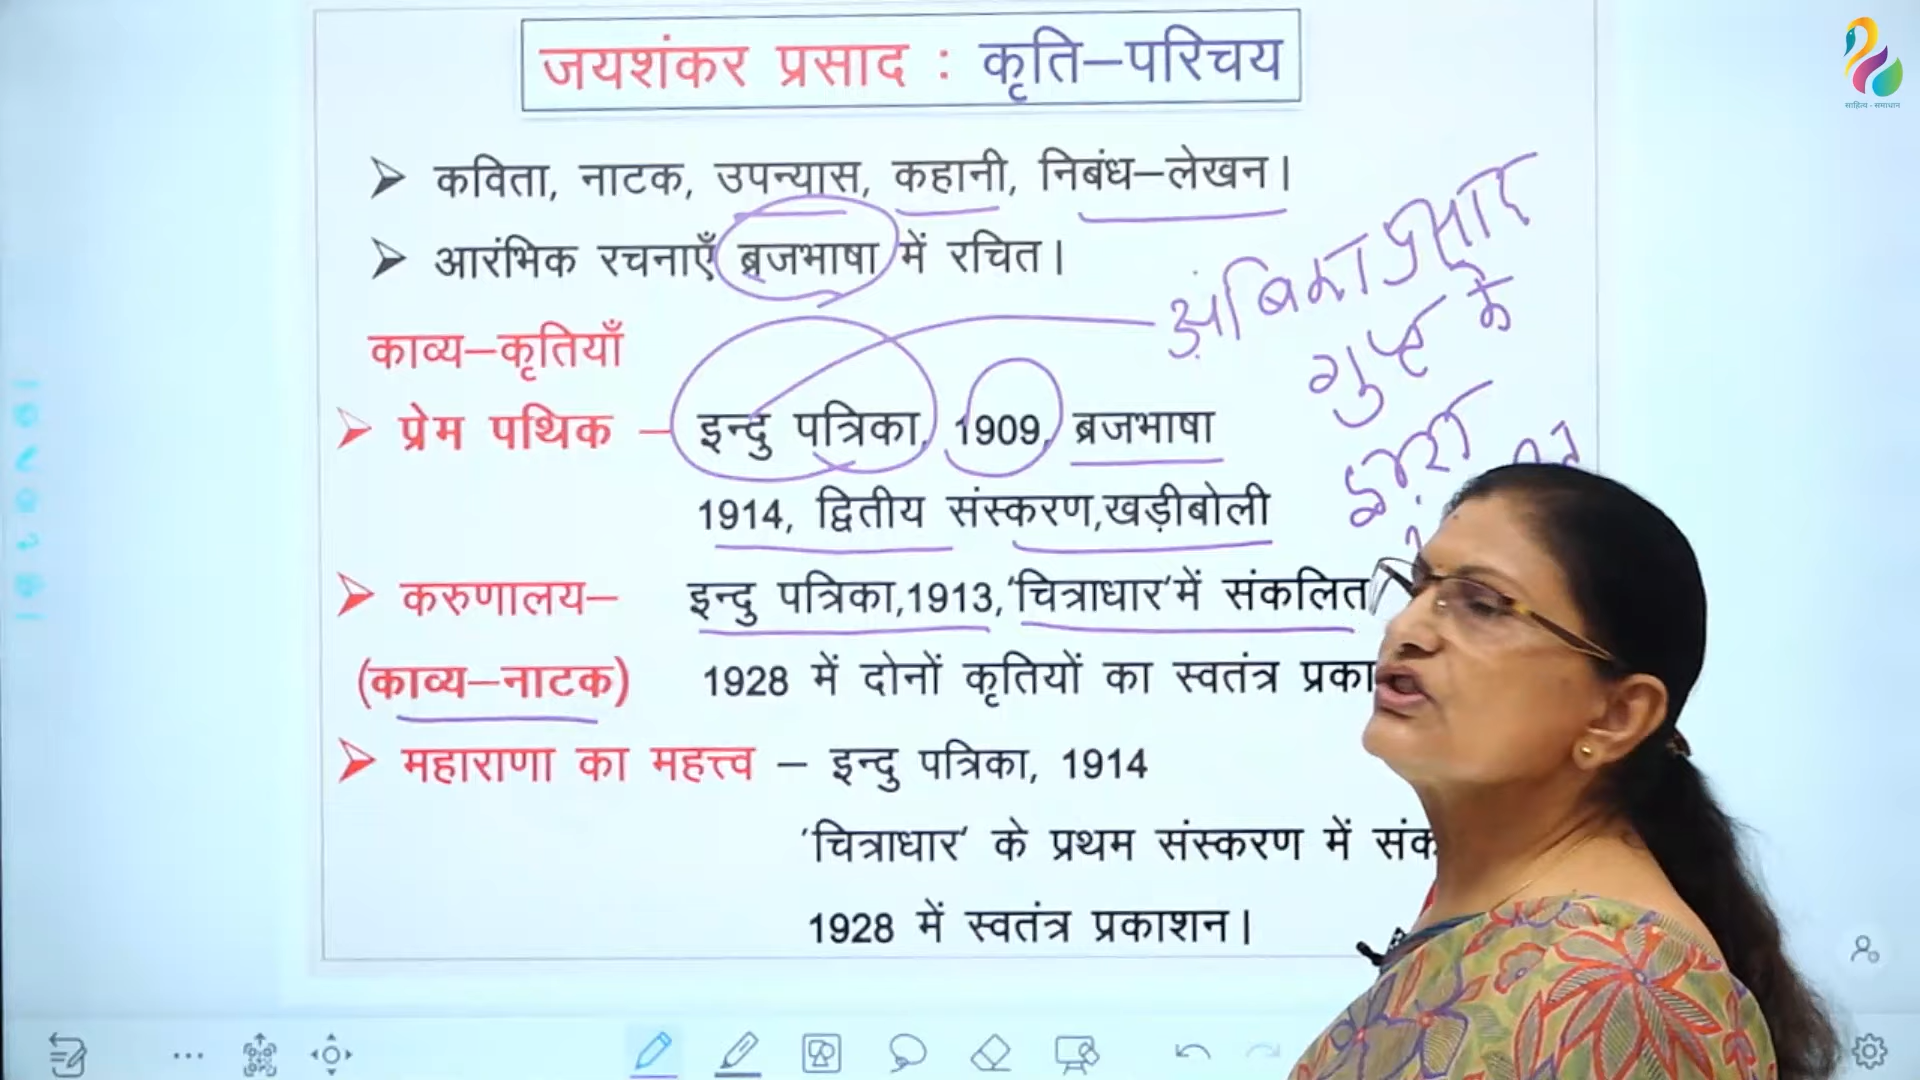 जयशंकर प्रसाद : कृति–परिचय
साहित्य - समाधान
कविता, नाटक, उपन्यास, कहानी, निबंध–लेखन।
आरंभिक रचनाएँ ब्रजभाषा में रचित।
अंबिका प्रसाद
गुप्त के
द्वारा
काव्य–कृतियाँ
प्रेम पथिक – इन्दु पत्रिका, 1909, ब्रजभाषा
1914, द्वितीय संस्करण,खड़ीबोली
करुणालय– इन्दु पत्रिका,1913,'चित्राधार'में संकलित
(काव्य–नाटक) 1928 में दोनों कृतियों का स्वतंत्र
महाराणा का महत्त्व – इन्दु पत्रिका, 1914
'चित्राधार' के प्रथम संस्करण में
1928 में स्वतंत्र प्रकाशन।